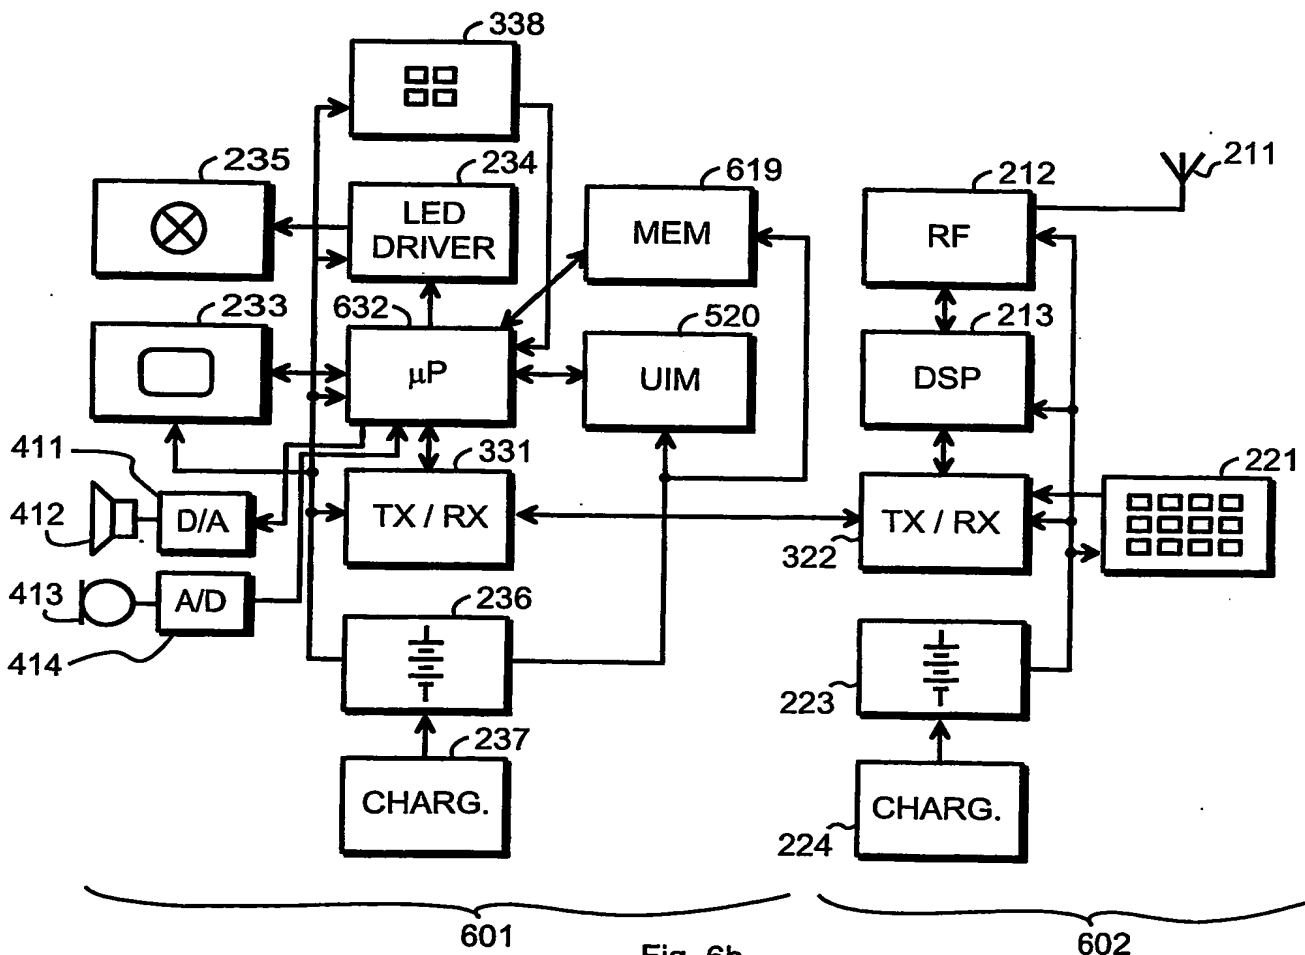 338
235
234
619
212
211
LED
DRIVER
MEM
RF
233
632
520
213
µP
UIM
DSP
411
331
221
412
D/A
TX / RX
TX / RX
322
413
A/D
236
414
223
237
CHARG.
CHARG.
224
601
602